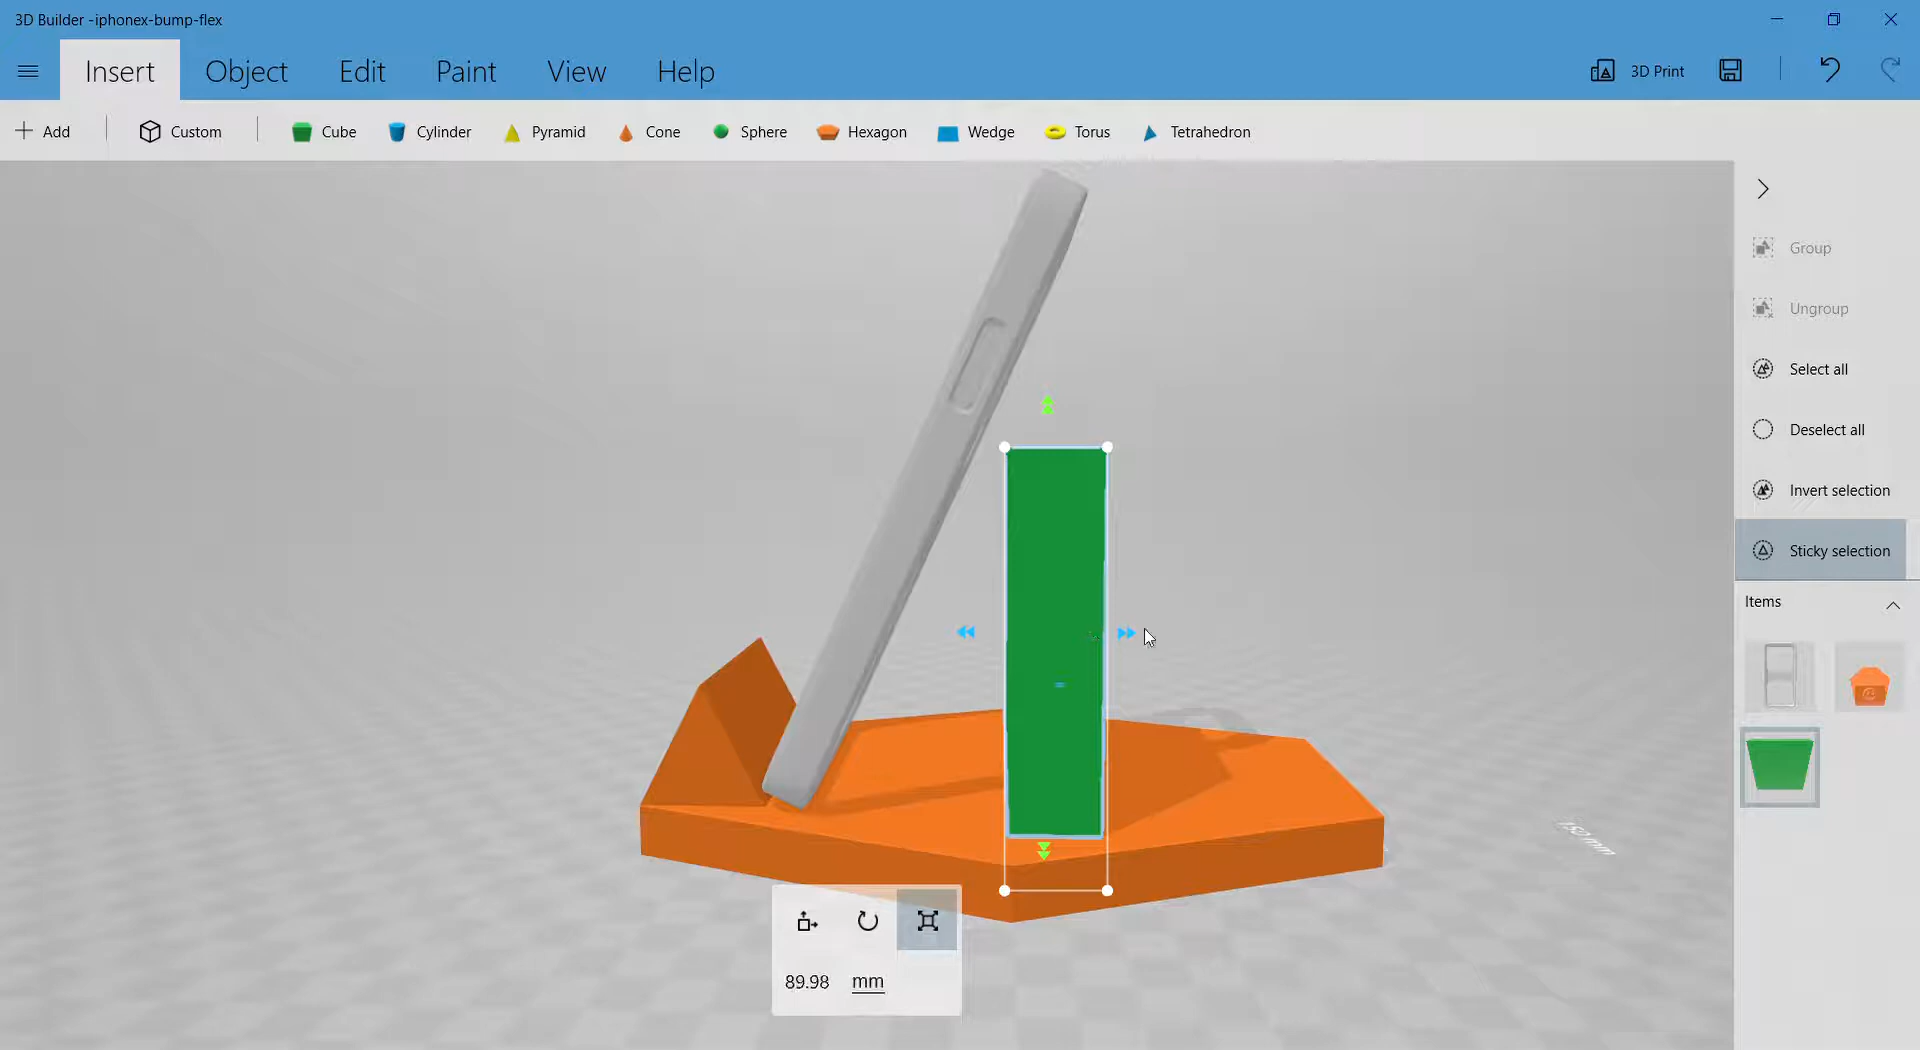 3D Builder -iphonex-bump-flex
Insert Object Edit Paint View Help 3D Print
Add Custom Cube Cylinder Pyramid Cone Sphere Hexagon Wedge Torus Tetrahedron
Group
Ungroup
Select all
Deselect all
Invert selection
Sticky selection
Items
150 mm
89.98 mm